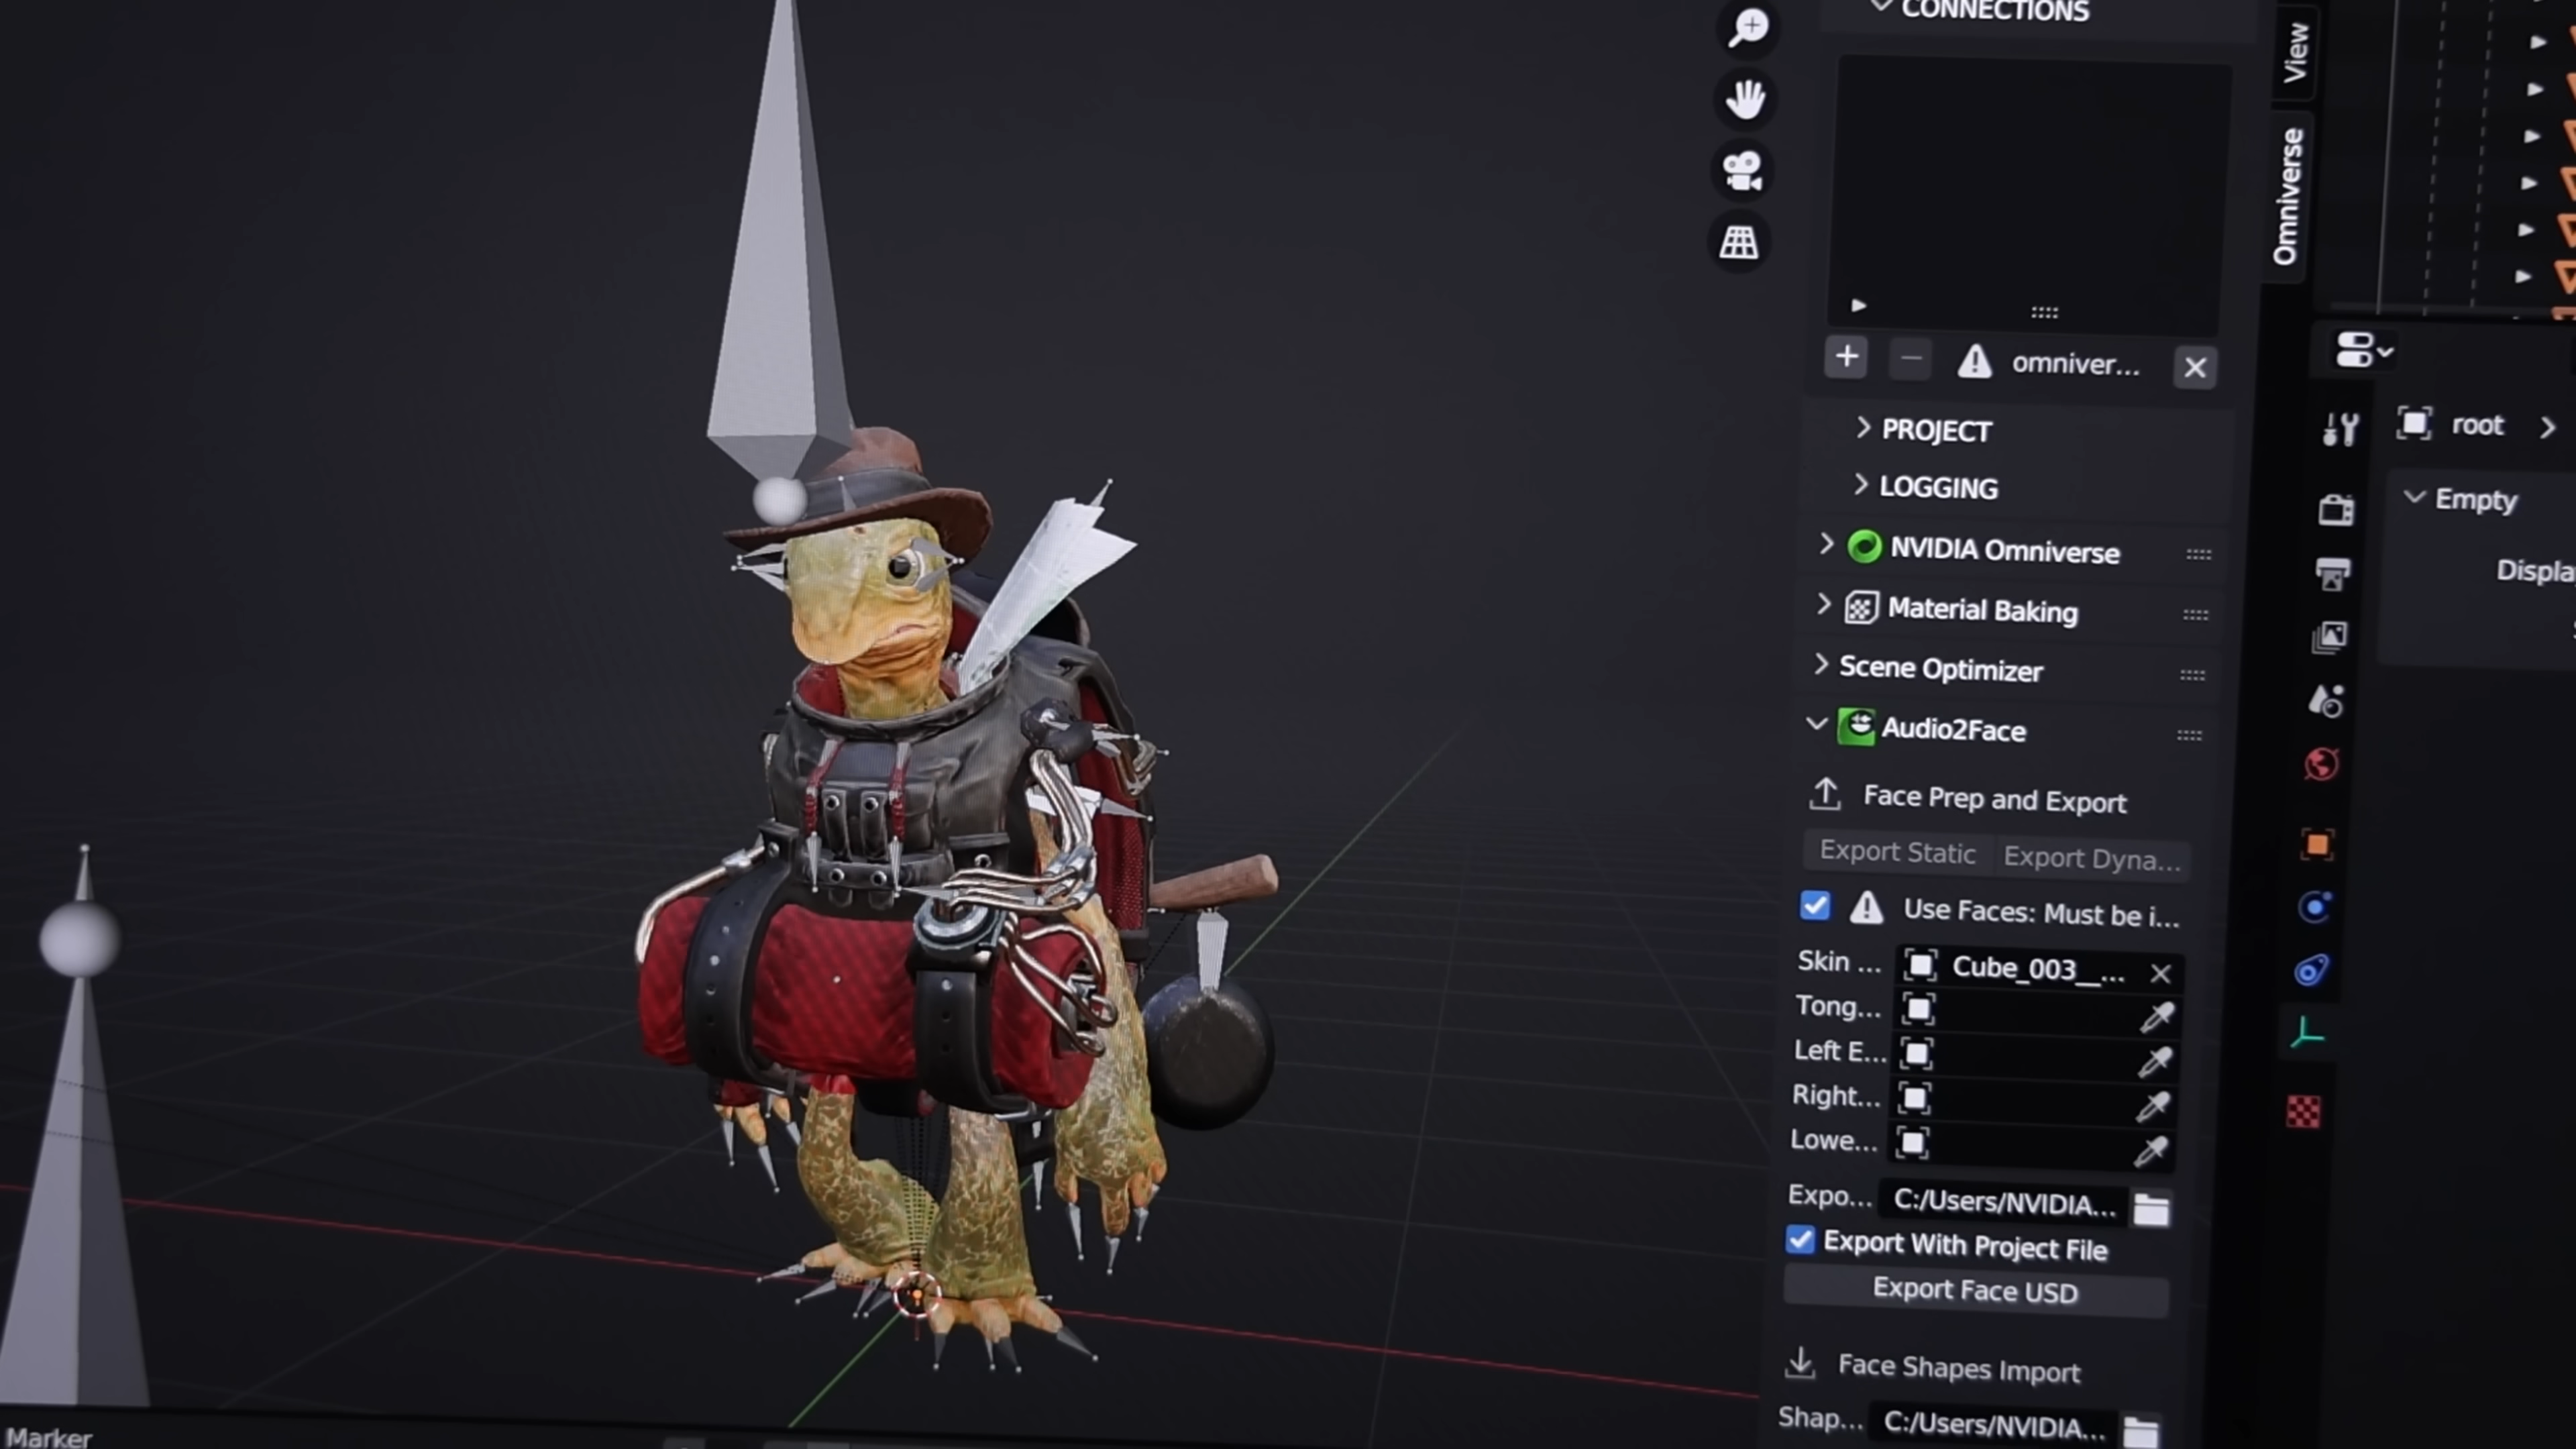 CONNECTIONS
View
Omniverse
omniver...
PROJECT
LOGGING
NVIDIA Omniverse
Material Baking
Scene Optimizer
Audio2Face
Face Prep and Export
Export Static
Export Dyna...
Use Faces: Must be i...
Skin ...
Cube_003__...
Tong...
Left E...
Right...
Lowe...
Expo...
C:/Users/NVIDIA...
Export With Project File
Export Face USD
Face Shapes Import
Shap...
C:/Users/NVIDIA...
root
Empty
Displa
Marker